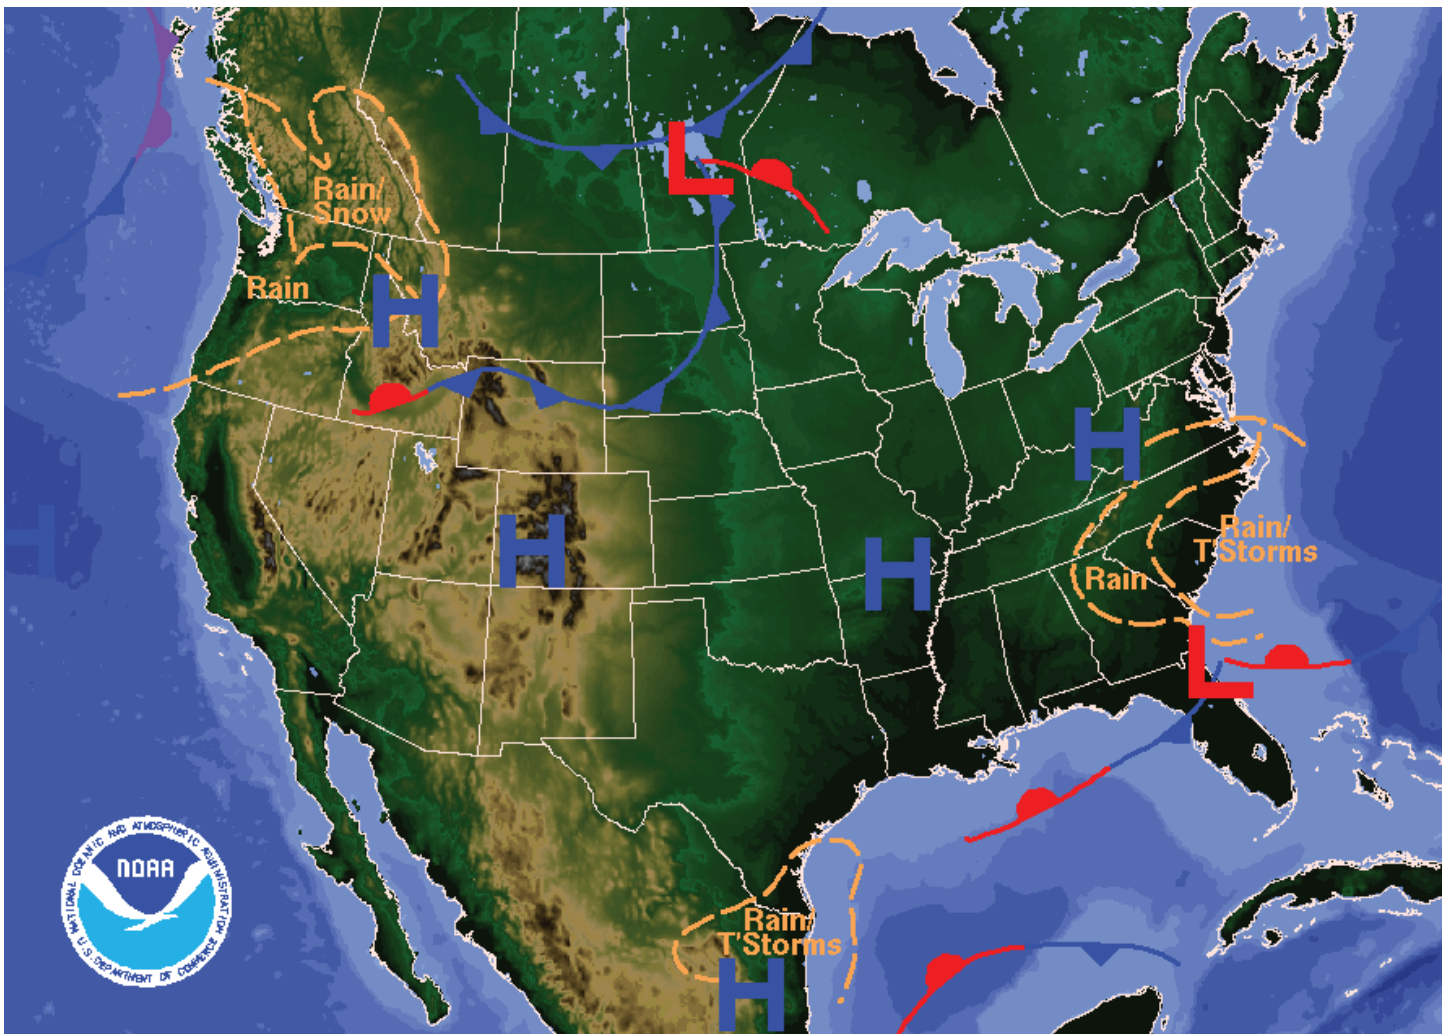 L
Rain/
Snow
Rain
H
H
H
H
H
Rain/
T'Storms
Rain
L
Rain/
T'Storms
H
NOAA
NATIONAL OCEANIC AND ATMOSPHERIC ADMINISTRATION
U.S. DEPARTMENT OF COMMERCE